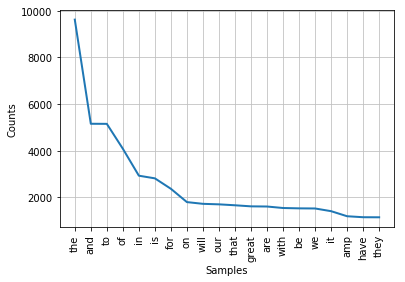 10000
8000
6000
4000
2000
Counts
the
and
to
of
in
is
for
on
will
our
that
great
are
with
be
we
it
amp
have
they
Samples